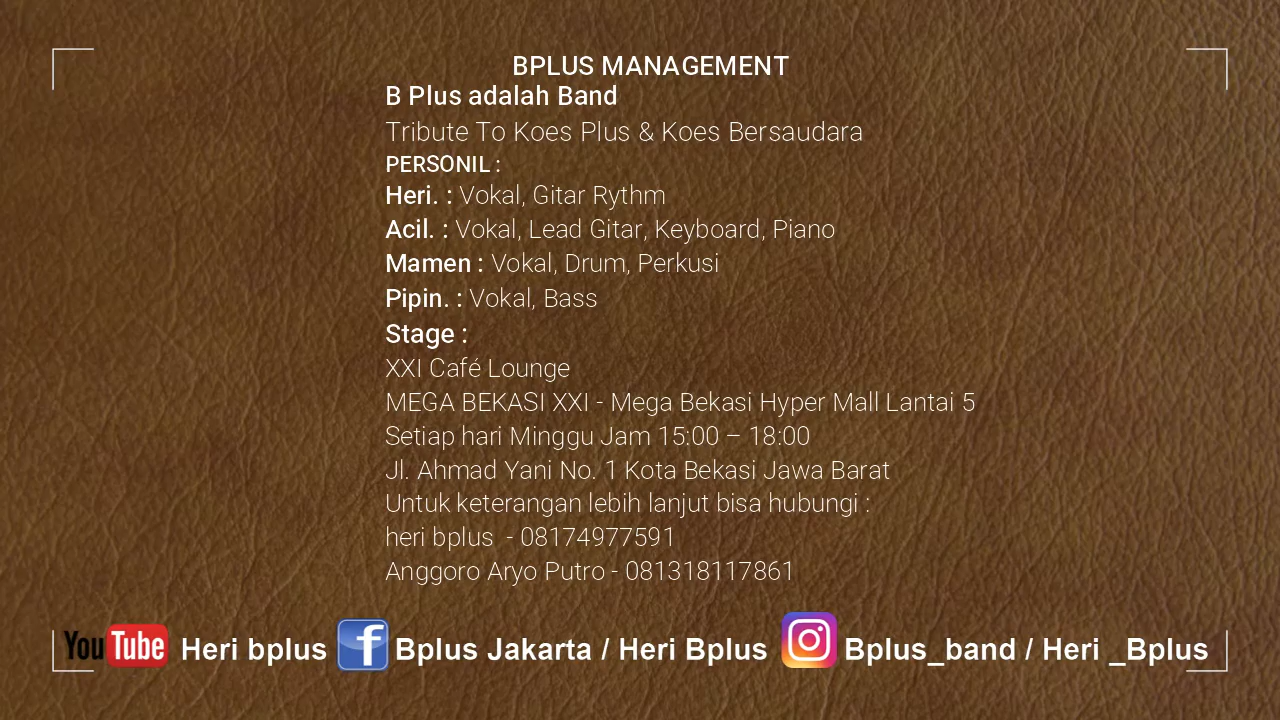 BPLUS MANAGEMENT
B Plus adalah Band
Tribute To Koes Plus & Koes Bersaudara
PERSONIL :
Heri. : Vokal, Gitar Rythm
Acil. : Vokal, Lead Gitar, Keyboard, Piano
Mamen : Vokal, Drum, Perkusi
Pipin. : Vokal, Bass
Stage :
XXI Café Lounge
MEGA BEKASI XXI - Mega Bekasi Hyper Mall Lantai 5
Setiap hari Minggu Jam 15:00 – 18:00
Jl. Ahmad Yani No. 1 Kota Bekasi Jawa Barat
Untuk keterangan lebih lanjut bisa hubungi :
heri bplus - 08174977591
Anggoro Aryo Putro - 081318117861
YouTube Heri bplus f Bplus Jakarta / Heri Bplus Bplus_band / Heri _Bplus